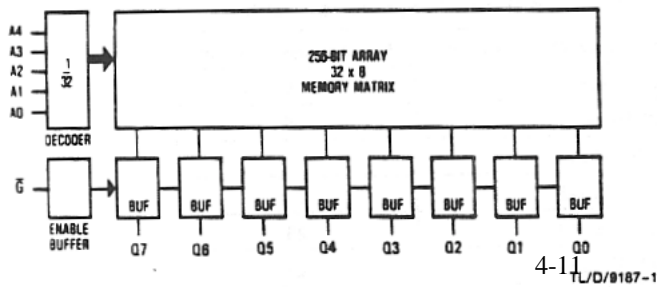 A4
A3
A2
A1
A0
1
32
DECODER
256-BIT ARRAY
32 x 8
MEMORY MATRIX
G̅
ENABLE
BUFFER
BUF BUF BUF BUF BUF BUF BUF BUF
Q7 Q6 Q5 Q4 Q3 Q2 Q1 Q0
4-11
TL/D/9187-1